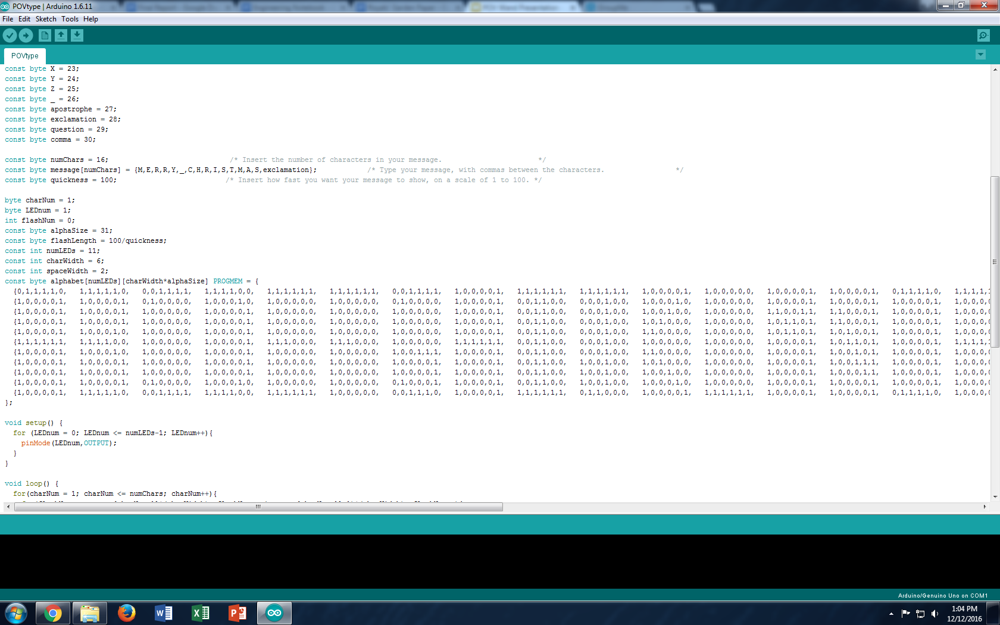 POVtype | Arduino 1.6.11
File Edit Sketch Tools Help
POVtype
const byte X = 23;
const byte Y = 24;
const byte Z = 25;
const byte _ = 26;
const byte apostrophe = 27;
const byte exclamation = 28;
const byte question = 29;
const byte comma = 30;
const byte numChars = 16; /* Insert the number of characters in your message. */
const byte message[numChars] = {M,E,R,R,Y,_,C,H,R,I,S,T,M,A,S,exclamation}; /* Type your message, with commas between the characters. */
const byte quickness = 100; /* Insert how fast you want your message to show, on a scale of 1 to 100. */
byte charNum = 1;
byte LEDnum = 1;
int flashNum = 0;
const byte alphaSize = 31;
const byte flashLength = 100/quickness;
const int numLEDs = 11;
const int charWidth = 6;
const int spaceWidth = 2;
const byte alphabet[numLEDs][charWidth*alphaSize] PROGMEM = {
{0,1,1,1,1,0, 1,1,1,1,1,0, 0,0,1,1,1,1, 1,1,1,1,0,0, 1,1,1,1,1,1, 1,1,1,1,1,1, 0,0,1,1,1,1, 1,0,0,0,0,1, 1,1,1,1,1,1, 1,1,1,1,1,1, 1,0,0,0,0,1, 1,0,0,0,0,0, 1,0,0,0,0,1, 1,0,0,0,0,1, 0,1,1,1,1,0, 1,1,1,1,
{1,0,0,0,0,1, 1,0,0,0,0,1, 0,1,0,0,0,0, 1,0,0,0,1,0, 1,0,0,0,0,0, 1,0,0,0,0,0, 0,1,0,0,0,0, 1,0,0,0,0,1, 0,0,1,1,0,0, 0,0,0,1,0,0, 1,0,0,0,1,0, 1,0,0,0,0,0, 1,0,0,0,0,1, 1,0,0,0,0,1, 1,0,0,0,0,1, 1,0,0,0,
{1,0,0,0,0,1, 1,0,0,0,0,1, 1,0,0,0,0,0, 1,0,0,0,0,1, 1,0,0,0,0,0, 1,0,0,0,0,0, 1,0,0,0,0,0, 1,0,0,0,0,1, 0,0,1,1,0,0, 0,0,0,1,0,0, 1,0,0,1,0,0, 1,0,0,0,0,0, 1,1,0,0,1,1, 1,1,0,0,0,1, 1,0,0,0,0,1, 1,0,0,0,
{1,0,0,0,0,1, 1,0,0,0,0,1, 1,0,0,0,0,0, 1,0,0,0,0,1, 1,0,0,0,0,0, 1,0,0,0,0,0, 1,0,0,0,0,0, 1,0,0,0,0,1, 0,0,1,1,0,0, 0,0,0,1,0,0, 1,0,1,0,0,0, 1,0,0,0,0,0, 1,0,1,1,0,1, 1,0,1,0,0,1, 1,0,0,0,0,1, 1,0,0,0,
{1,0,0,0,0,1, 1,0,0,0,1,0, 1,0,0,0,0,0, 1,0,0,0,0,1, 1,0,0,0,0,0, 1,0,0,0,0,0, 1,0,0,0,0,0, 1,0,0,0,0,1, 0,0,1,1,0,0, 0,0,0,1,0,0, 1,1,0,0,0,0, 1,0,0,0,0,0, 1,0,1,1,0,1, 1,0,1,0,0,1, 1,0,0,0,0,1, 1,0,0,0,
{1,1,1,1,1,1, 1,1,1,1,0,0, 1,0,0,0,0,0, 1,0,0,0,0,1, 1,1,1,0,0,0, 1,1,1,0,0,0, 1,0,0,0,0,0, 1,1,1,1,1,1, 0,0,1,1,0,0, 0,0,0,1,0,0, 1,0,0,0,0,0, 1,0,0,0,0,0, 1,0,0,0,0,1, 1,0,1,1,0,1, 1,0,0,0,0,1, 1,1,1,1,
{1,0,0,0,0,1, 1,0,0,0,1,0, 1,0,0,0,0,0, 1,0,0,0,0,1, 1,0,0,0,0,0, 1,0,0,0,0,0, 1,0,0,1,1,1, 1,0,0,0,0,1, 0,0,1,1,0,0, 0,0,0,1,0,0, 1,1,0,0,0,0, 1,0,0,0,0,0, 1,0,0,0,0,1, 1,0,0,1,0,1, 1,0,0,0,0,1, 1,0,0,0,
{1,0,0,0,0,1, 1,0,0,0,0,1, 1,0,0,0,0,0, 1,0,0,0,0,1, 1,0,0,0,0,0, 1,0,0,0,0,0, 1,0,0,0,0,1, 1,0,0,0,0,1, 0,0,1,1,0,0, 1,0,0,1,0,0, 1,0,1,0,0,0, 1,0,0,0,0,0, 1,0,0,0,0,1, 1,0,0,1,1,1, 1,0,0,0,0,1, 1,0,0,0,
{1,0,0,0,0,1, 1,0,0,0,0,1, 1,0,0,0,0,0, 1,0,0,0,0,1, 1,0,0,0,0,0, 1,0,0,0,0,0, 1,0,0,0,0,1, 1,0,0,0,0,1, 0,0,1,1,0,0, 1,0,0,1,0,0, 1,0,0,1,0,0, 1,0,0,0,0,0, 1,0,0,0,0,1, 1,0,0,0,1,1, 1,0,0,0,0,1, 1,0,0,0,
{1,0,0,0,0,1, 1,0,0,0,0,1, 0,1,0,0,0,0, 1,0,0,0,1,0, 1,0,0,0,0,0, 1,0,0,0,0,0, 0,1,0,0,0,1, 1,0,0,0,0,1, 0,0,1,1,0,0, 1,0,0,1,0,0, 1,0,0,0,1,0, 1,0,0,0,0,0, 1,0,0,0,0,1, 1,0,0,0,0,1, 1,0,0,0,0,1, 1,0,0,0,
{1,0,0,0,0,1, 1,1,1,1,1,0, 0,0,1,1,1,1, 1,1,1,1,0,0, 1,1,1,1,1,1, 1,0,0,0,0,0, 0,0,1,1,1,0, 1,0,0,0,0,1, 1,1,1,1,1,1, 0,1,1,0,0,0, 1,0,0,0,0,1, 1,1,1,1,1,1, 1,0,0,0,0,1, 1,0,0,0,0,1, 0,1,1,1,1,0, 1,0,0,0,
};
void setup() {
for (LEDnum = 0; LEDnum <= numLEDs-1; LEDnum++){
pinMode(LEDnum,OUTPUT);
}
}
void loop() {
for(charNum = 1; charNum <= numChars; charNum++){
Arduino/Genuino Uno on COM1
1:04 PM
12/12/2016